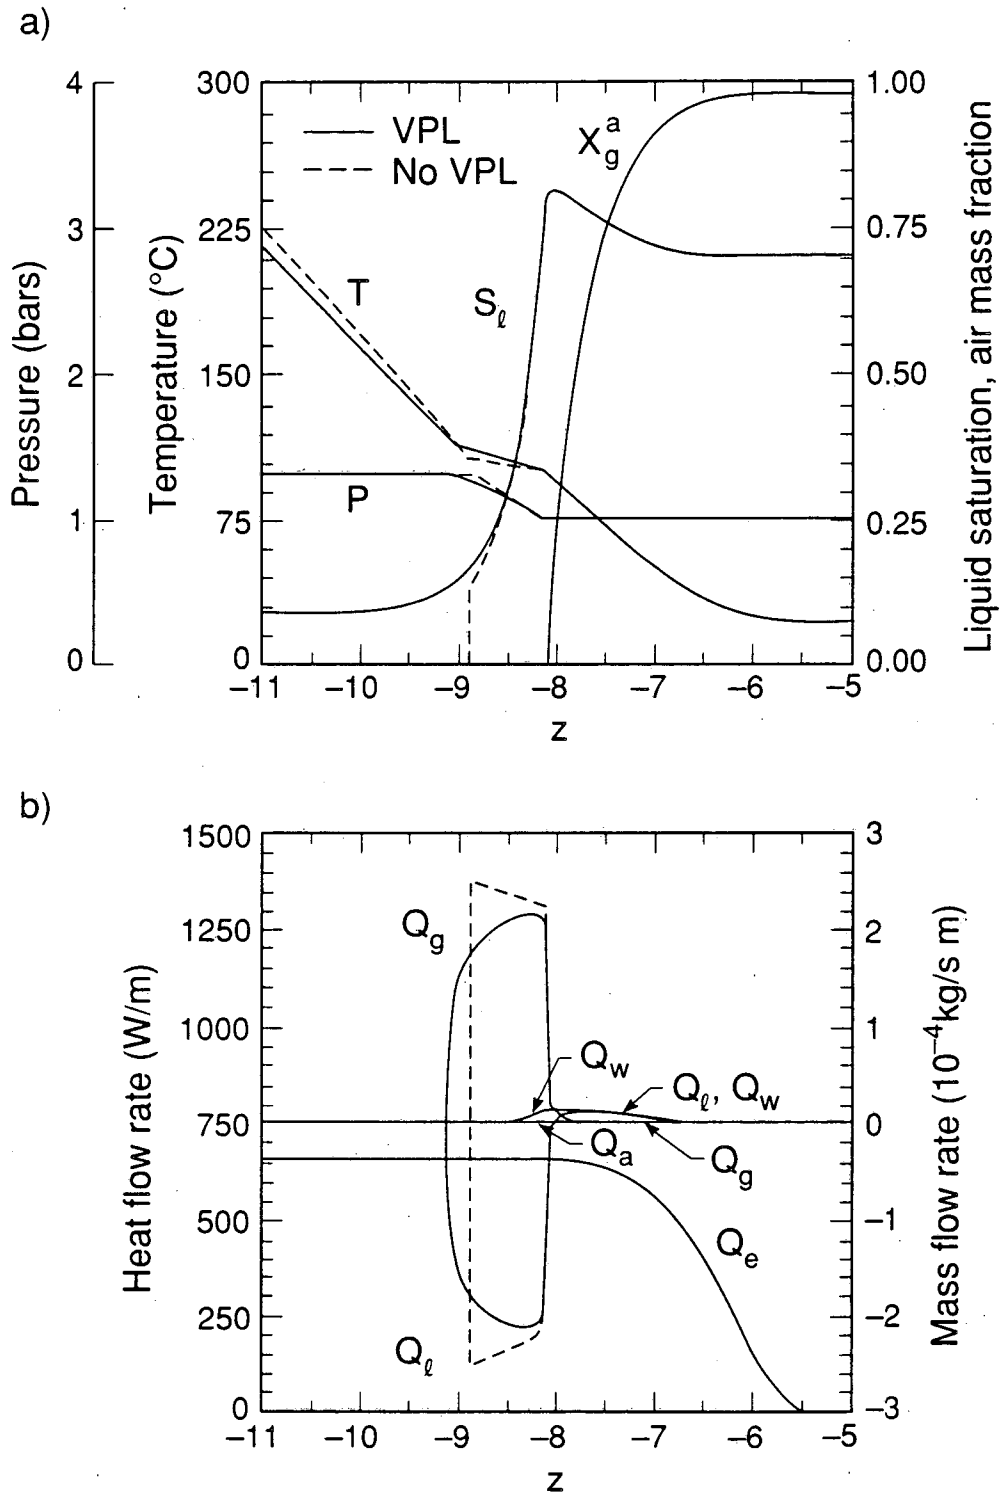 a)
Pressure (bars)
4
3
2
1
0
Temperature (°C)
300
225
150
75
0
VPL
No VPL
T
P
S_ℓ
X_g^a
1.00
0.75
0.50
0.25
0.00
Liquid saturation, air mass fraction
−11 −10 −9 −8 −7 −6 −5
z
b)
Heat flow rate (W/m)
1500
1250
1000
750
500
250
0
Q_g
Q_w
Q_ℓ, Q_w
Q_a
Q_g
Q_e
Q_ℓ
3
2
1
0
−1
−2
−3
Mass flow rate (10⁻⁴kg/s m)
−11 −10 −9 −8 −7 −6 −5
z